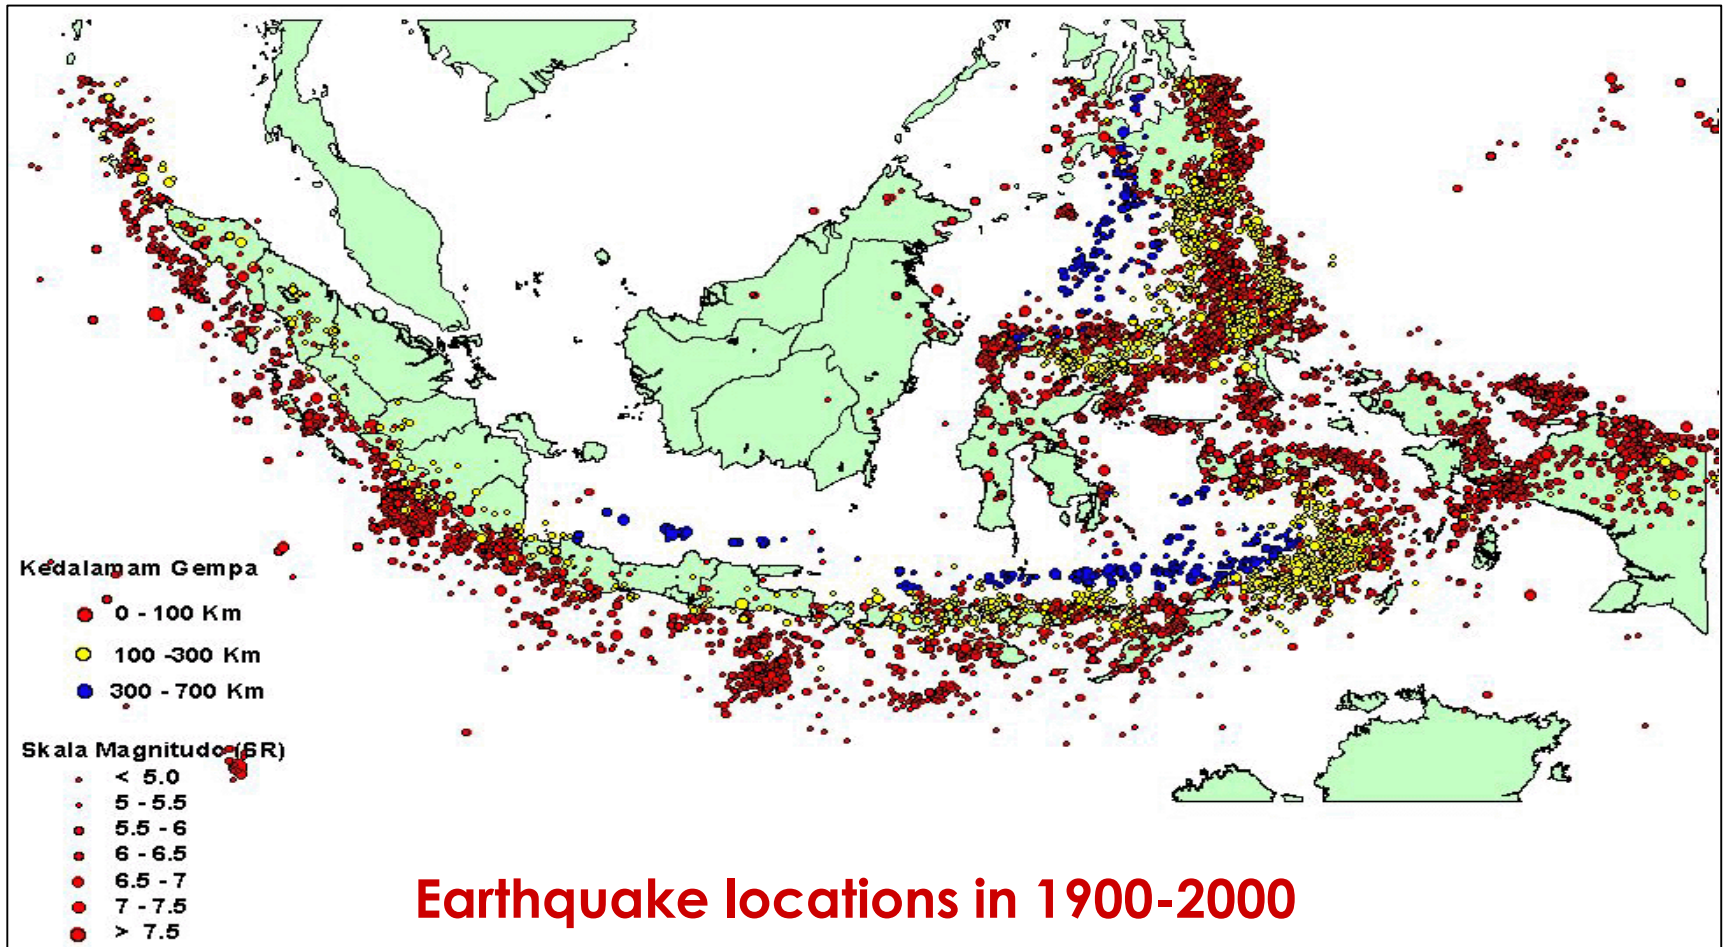 Kedalamam Gempa
0 - 100 Km
100 -300 Km
300 - 700 Km
Skala Magnitudo (SR)
< 5.0
5 - 5.5
5.5 - 6
6 - 6.5
6.5 - 7
7 - 7.5
> 7.5
Earthquake locations in 1900-2000